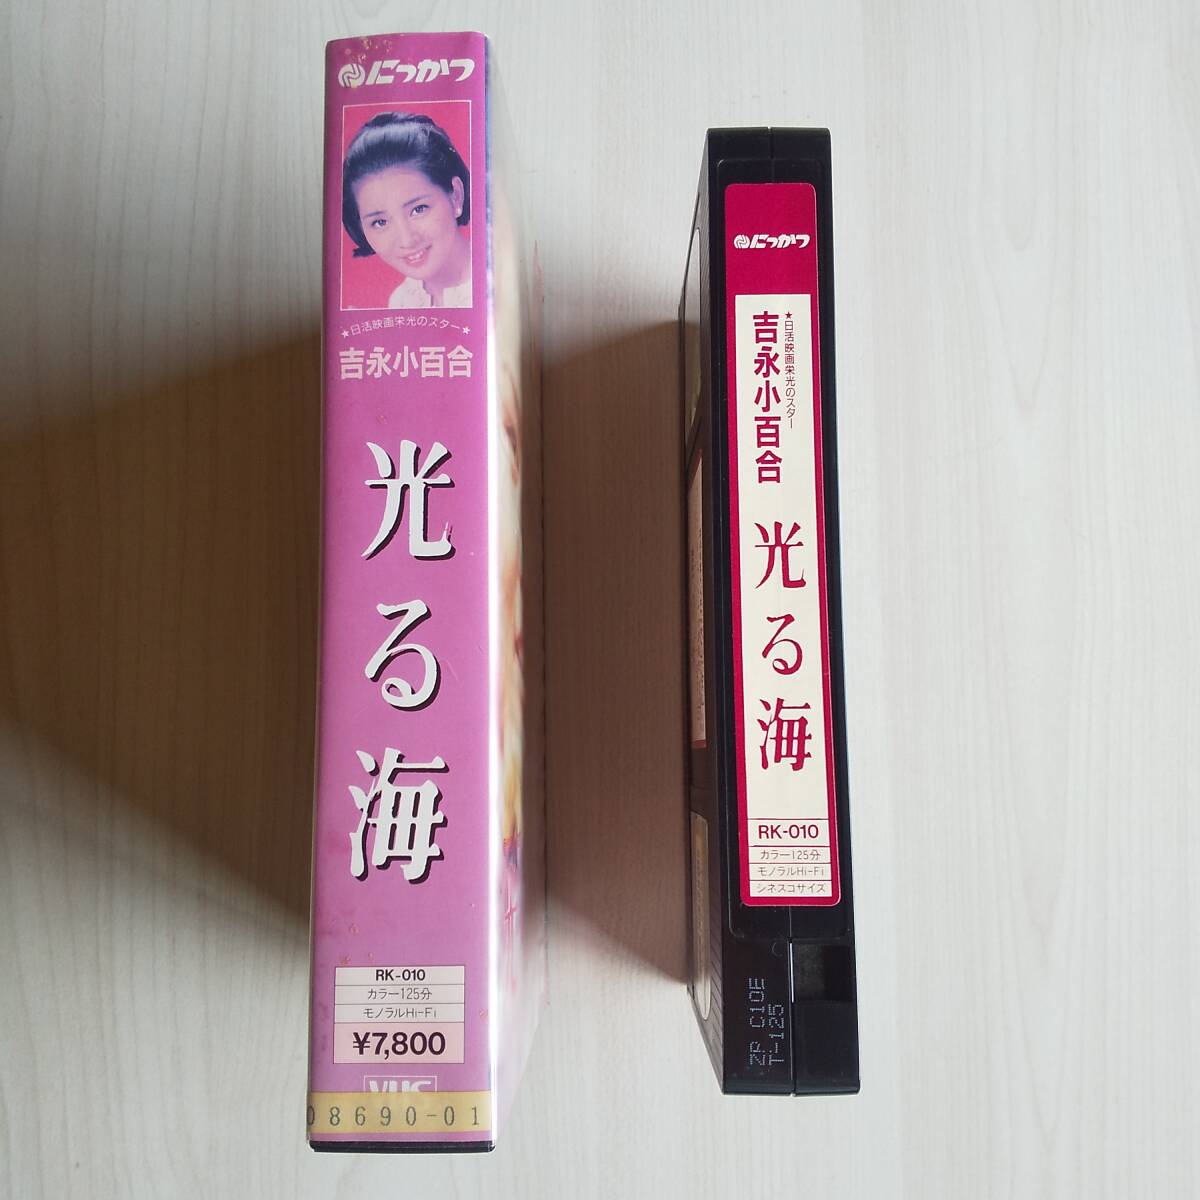 にっかつ
★日活映画栄光のスター★
吉永小百合
光る海
RK-010
カラー125分
モノラルHi-Fi
¥7,800
VHS
08690-01
にっかつ
★日活映画栄光のスター
吉永小百合
光る海
RK-010
カラー125分
モノラルHi-Fi
シネスコサイズ
ZP C10E
T-125